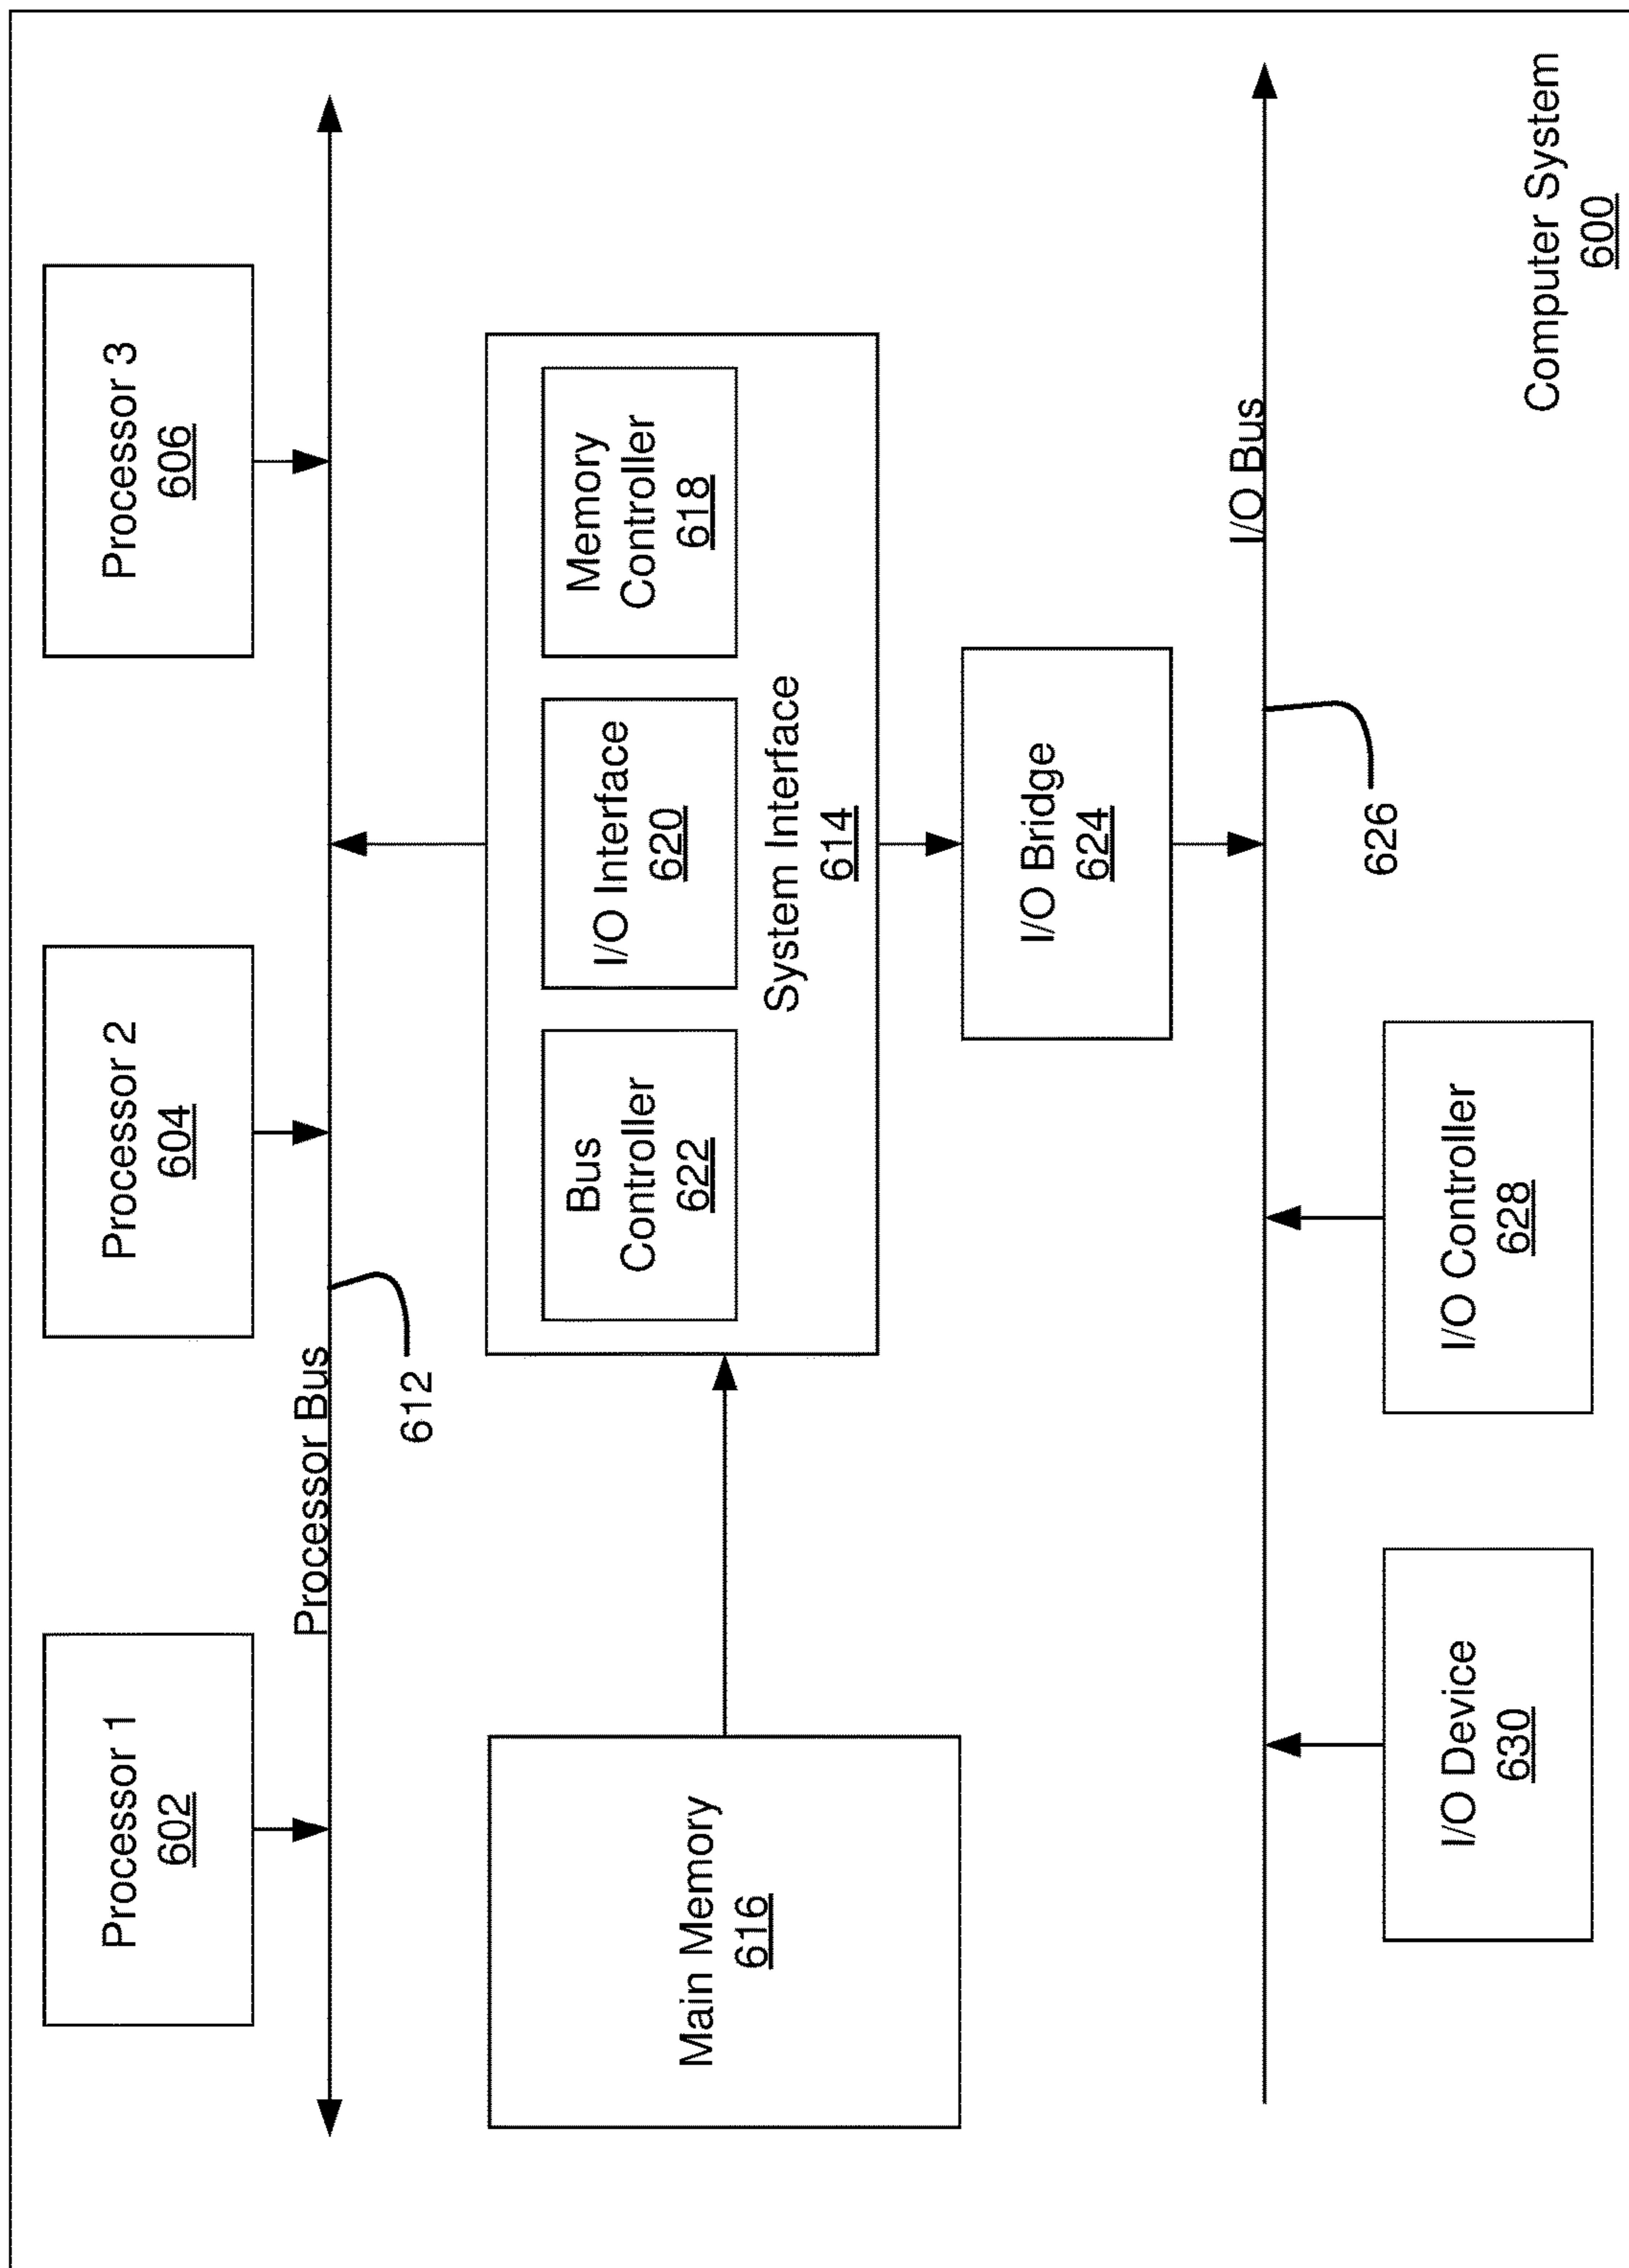 Processor 1
602
Processor 2
604
Processor 3
606
Processor Bus
612
Main Memory
616
Bus
Controller
622
I/O Interface
620
Memory
Controller
618
System Interface
614
I/O Bridge
624
I/O Bus
626
I/O Device
630
I/O Controller
628
Computer System
600